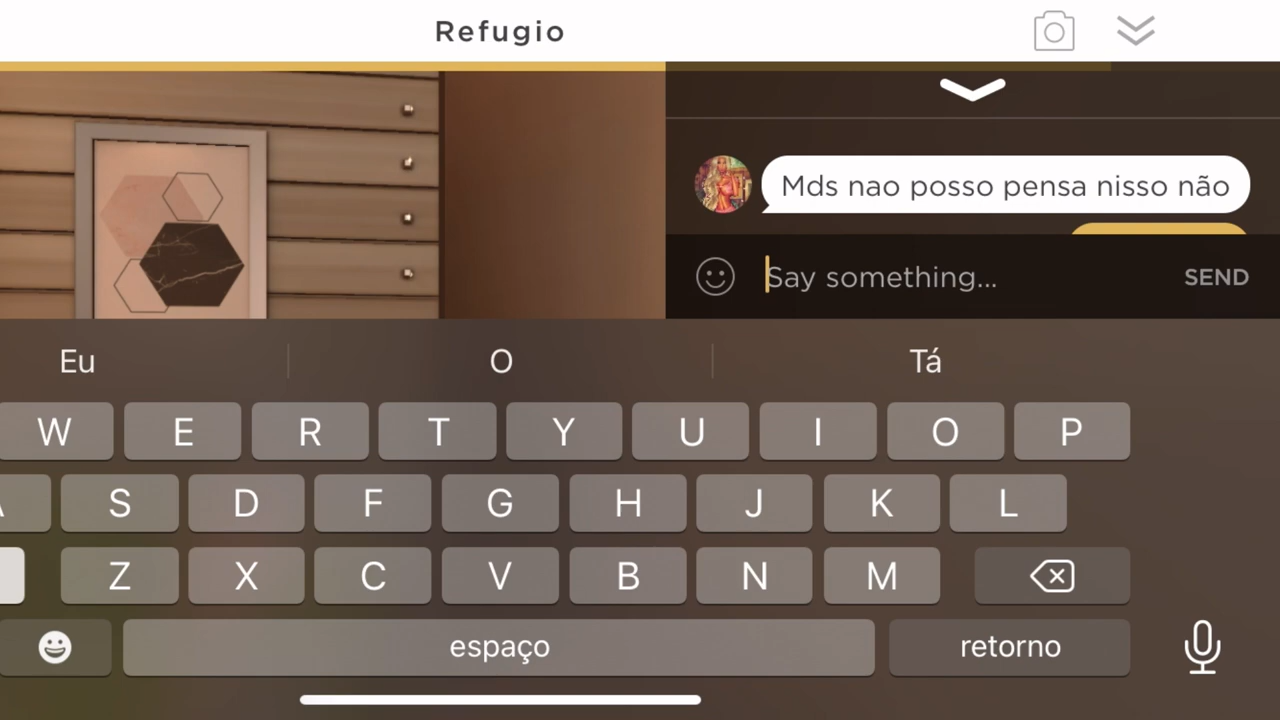 Refugio
Mds nao posso pensa nisso não
Say something...
SEND
Eu
O
Tá
W E R T Y U I O P
A S D F G H J K L
Z X C V B N M
espaço
retorno